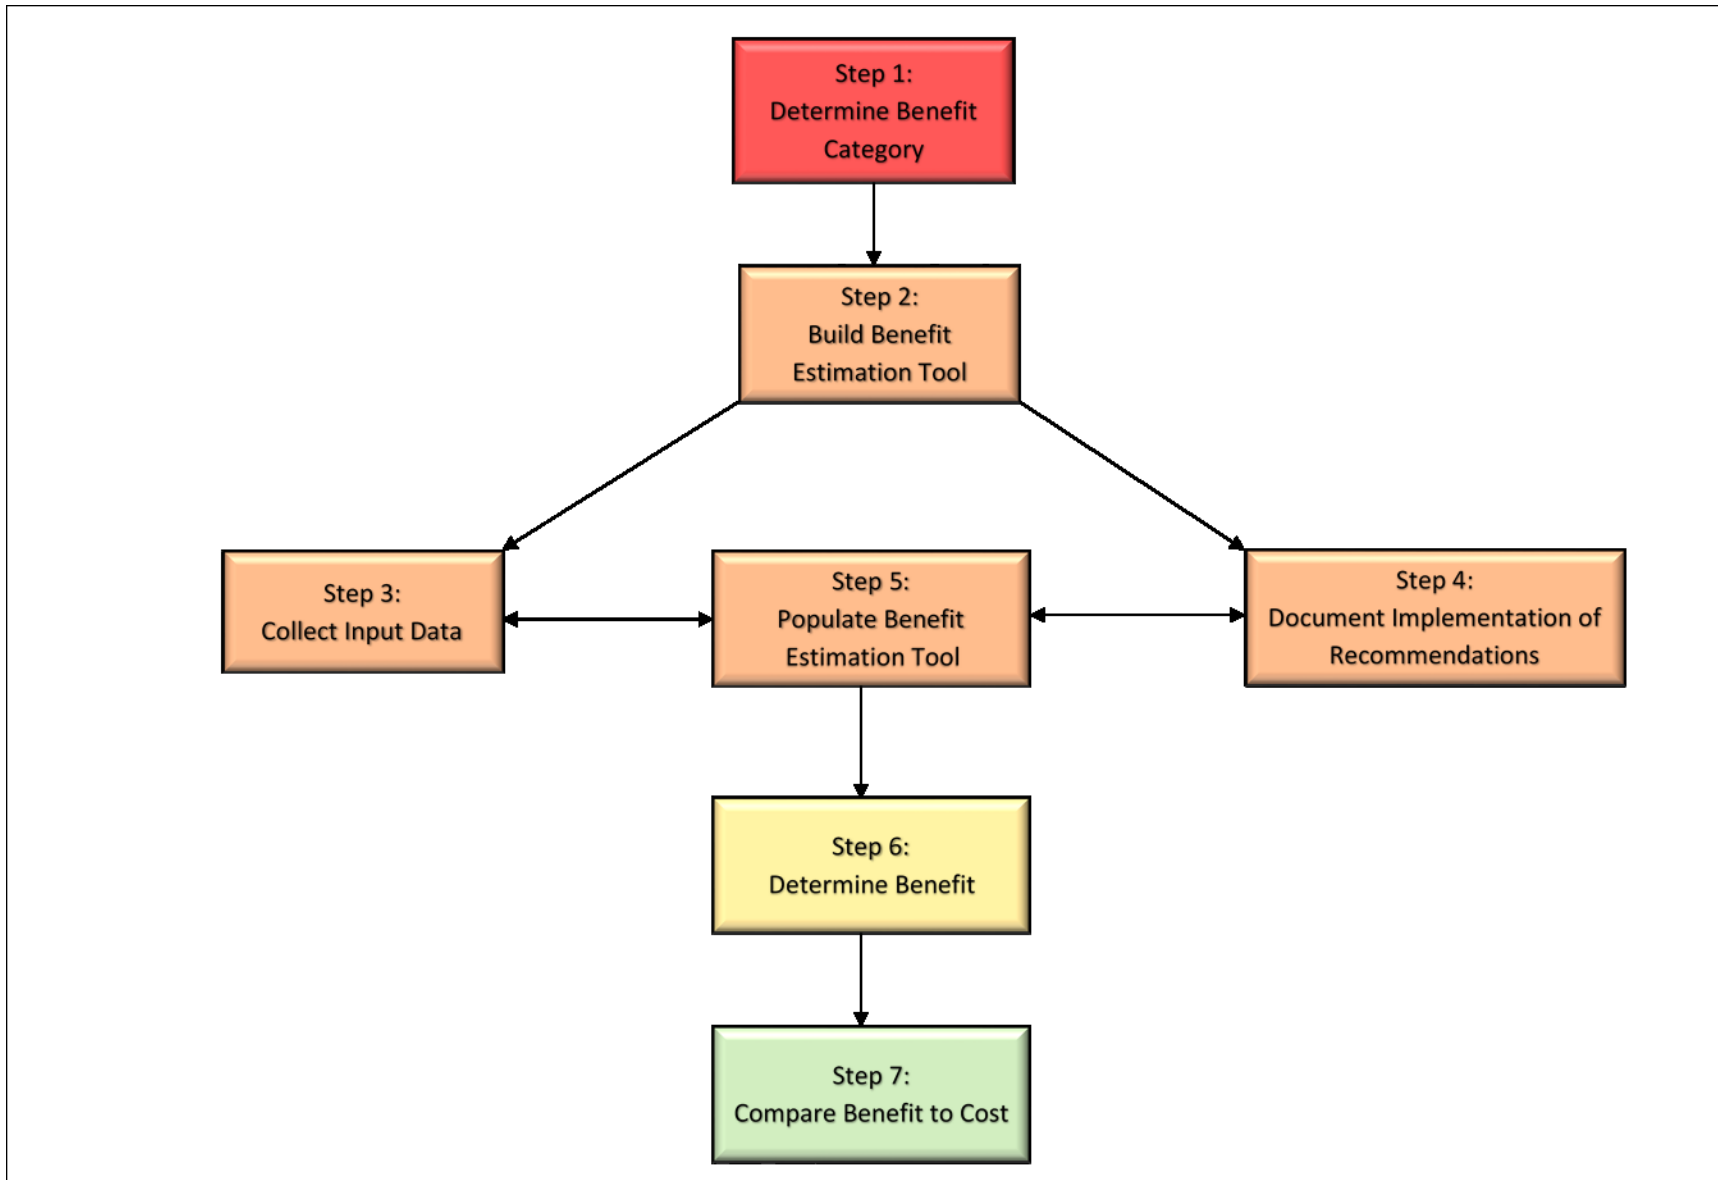 Step 1:
Determine Benefit
Category
Step 2:
Build Benefit
Estimation Tool
Step 3:
Collect Input Data
Step 5:
Populate Benefit
Estimation Tool
Step 4:
Document Implementation of
Recommendations
Step 6:
Determine Benefit
Step 7:
Compare Benefit to Cost